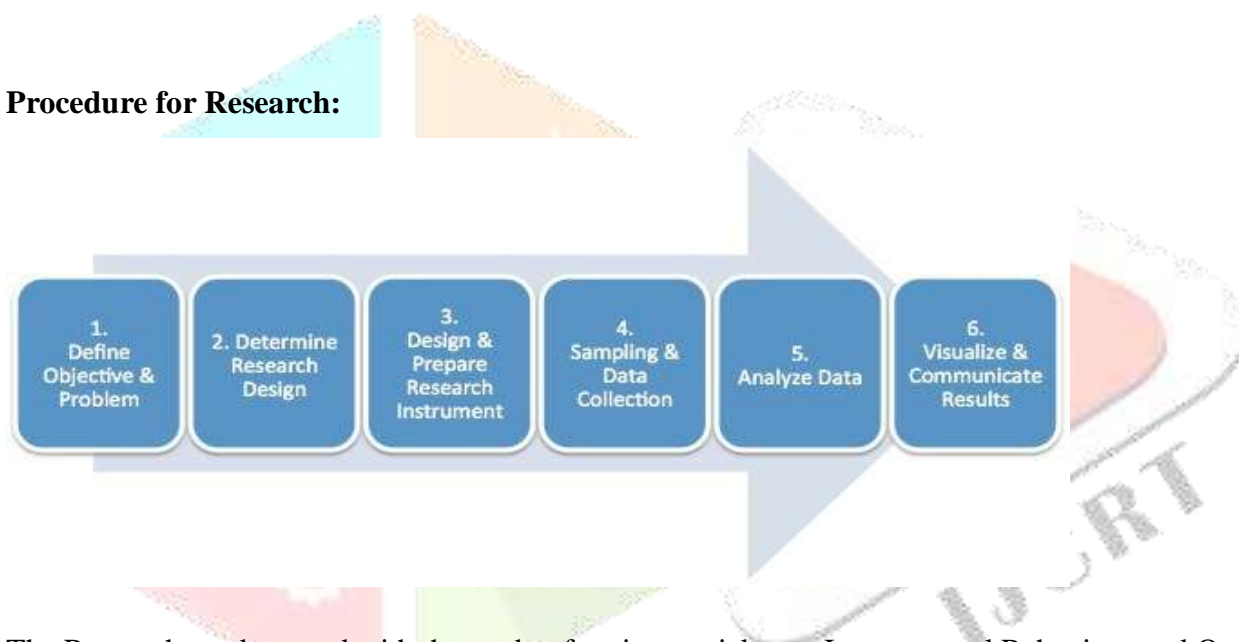 Procedure for Research:
1.
Define
Objective &
Problem
2. Determine
Research
Design
3.
Design &
Prepare
Research
Instrument
4.
Sampling &
Data
Collection
5.
Analyze Data
6.
Visualize &
Communicate
Results